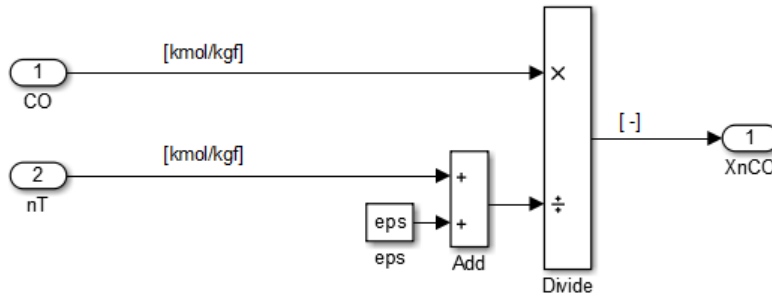 [kmol/kgf]
1
CO
×
[ -]
1
XnCO
[kmol/kgf]
2
nT
+
eps
+
eps
Add
÷
Divide